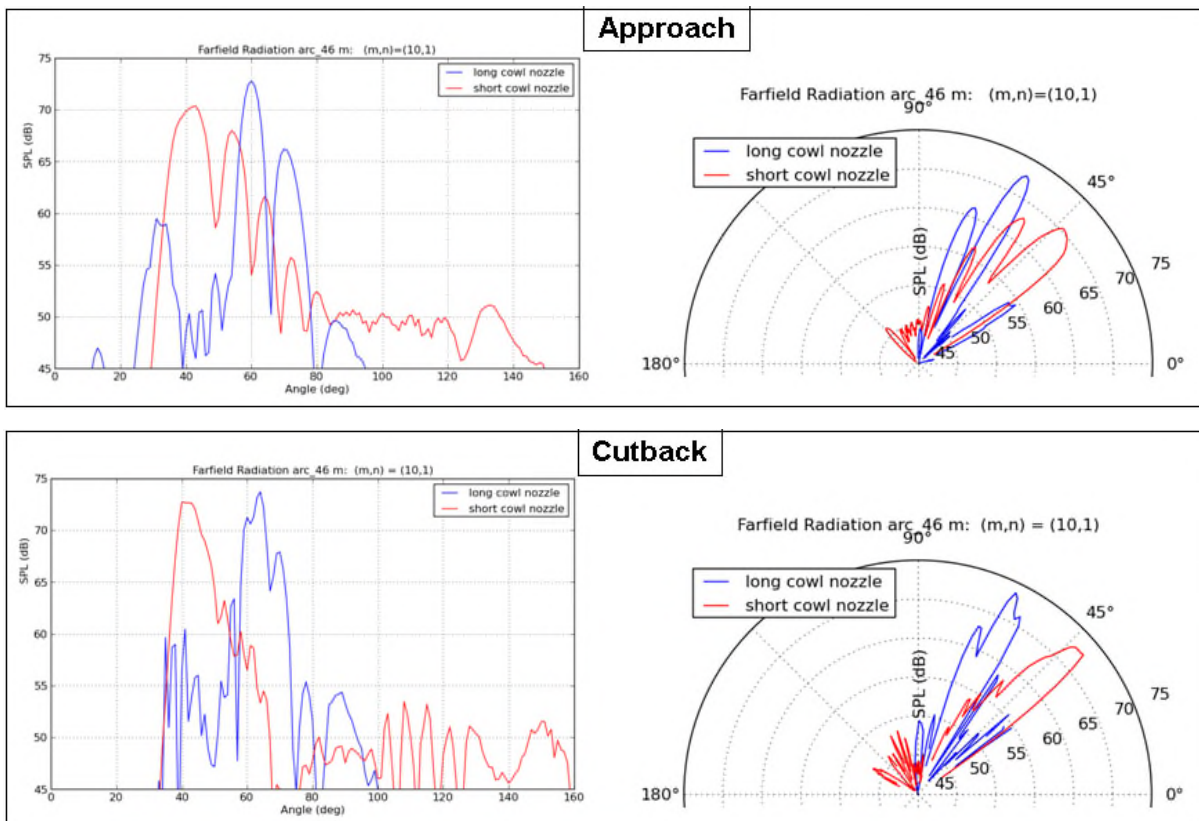 Approach
Farfield Radiation arc_46 m: (m,n)=(10,1)
long cowl nozzle
short cowl nozzle
SPL (dB)
75
70
65
60
55
50
45
0 20 40 60 80 100 120 140 160
Angle (deg)
Farfield Radiation arc_46 m: (m,n)=(10,1)
90°
long cowl nozzle
short cowl nozzle
45°
SPL (dB)
75
70
65
60
55
50
45
180°
0°
Cutback
Farfield Radiation arc_46 m: (m,n) = (10,1)
long cowl nozzle
short cowl nozzle
SPL (dB)
75
70
65
60
55
50
45
0 20 40 60 80 100 120 140 160
Angle (deg)
Farfield Radiation arc_46 m: (m,n) = (10,1)
90°
long cowl nozzle
short cowl nozzle
45°
SPL (dB)
75
70
65
60
55
50
45
180°
0°